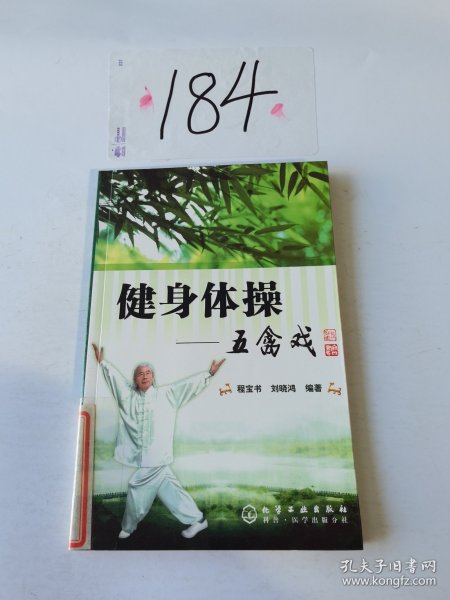 184
健身体操
——五禽戏
程宝书 刘晓鸿 编著
化学工业出版社
科普·医学出版分社
孔夫子旧书网
www.kongfz.com